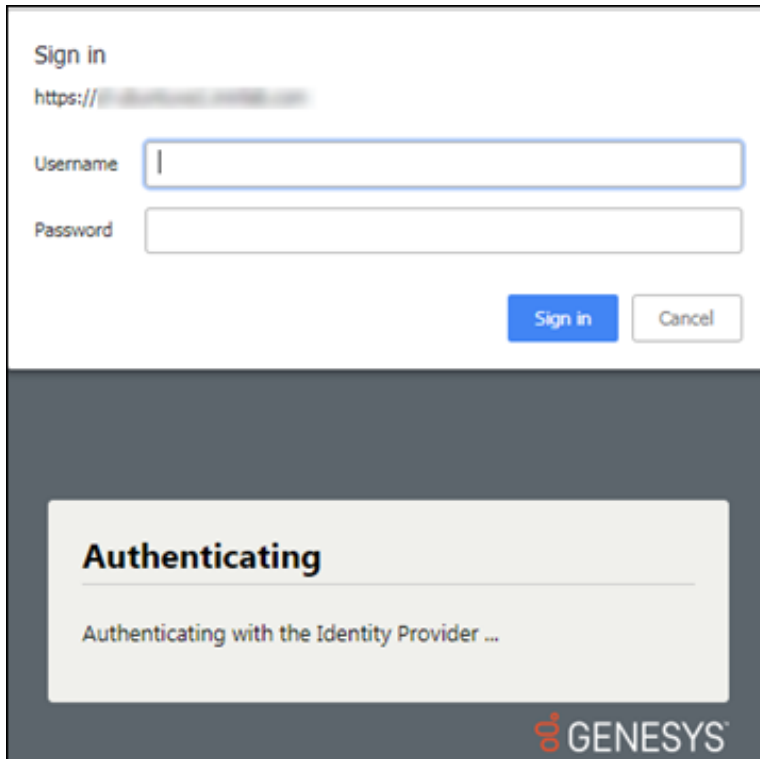 Sign in
https://
Username
Password
Sign in Cancel
Authenticating
Authenticating with the Identity Provider ...
GENESYS